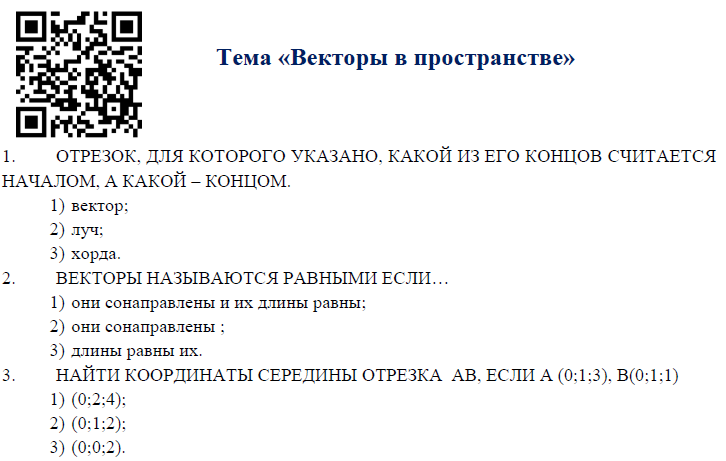 Тема «Векторы в пространстве»
1. ОТРЕЗОК, ДЛЯ КОТОРОГО УКАЗАНО, КАКОЙ ИЗ ЕГО КОНЦОВ СЧИТАЕТСЯ
НАЧАЛОМ, А КАКОЙ – КОНЦОМ.
1) вектор;
2) луч;
3) хорда.
2. ВЕКТОРЫ НАЗЫВАЮТСЯ РАВНЫМИ ЕСЛИ…
1) они сонаправлены и их длины равны;
2) они сонаправлены ;
3) длины равны их.
3. НАЙТИ КООРДИНАТЫ СЕРЕДИНЫ ОТРЕЗКА АВ, ЕСЛИ А (0;1;3), В(0;1;1)
1) (0;2;4);
2) (0;1;2);
3) (0;0;2).